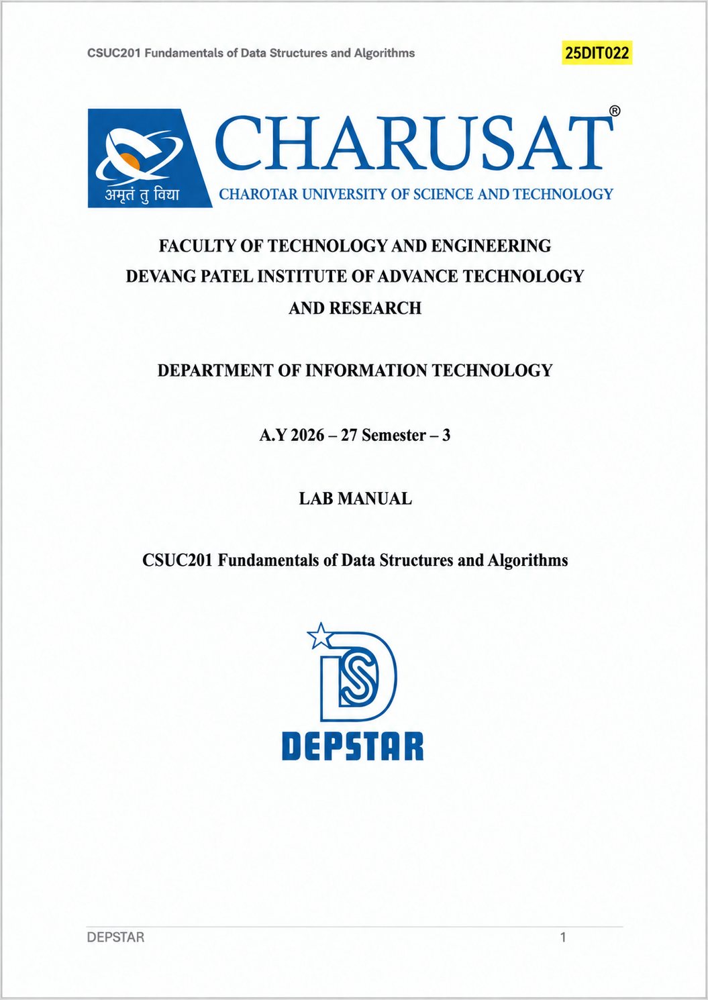 CSUC201 Fundamentals of Data Structures and Algorithms
25DIT022
CHARUSAT®
अमृतं तु विया
CHAROTAR UNIVERSITY OF SCIENCE AND TECHNOLOGY
FACULTY OF TECHNOLOGY AND ENGINEERING
DEVANG PATEL INSTITUTE OF ADVANCE TECHNOLOGY
AND RESEARCH
DEPARTMENT OF INFORMATION TECHNOLOGY
A.Y 2026 – 27 Semester – 3
LAB MANUAL
CSUC201 Fundamentals of Data Structures and Algorithms
DEPSTAR
DEPSTAR
1